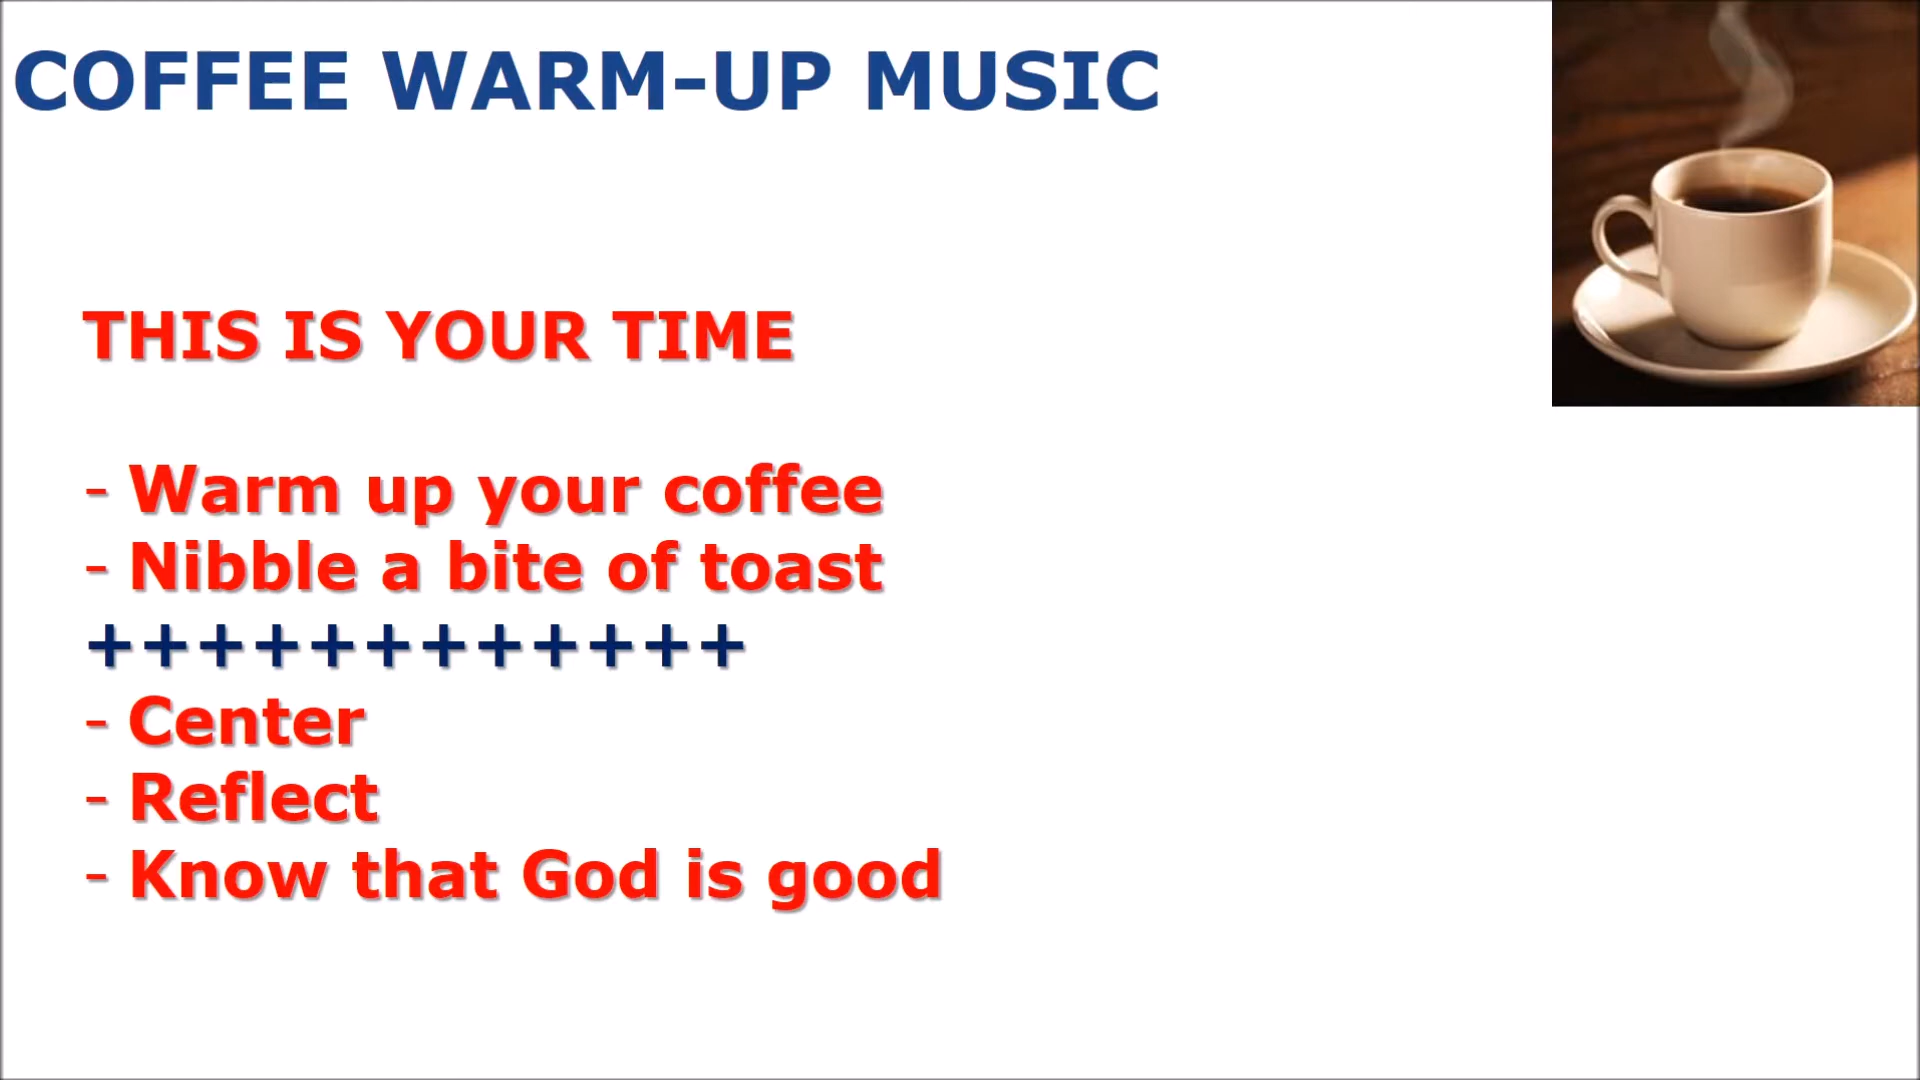 COFFEE WARM-UP MUSIC
THIS IS YOUR TIME
- Warm up your coffee
- Nibble a bite of toast
++++++++++++
- Center
- Reflect
- Know that God is good